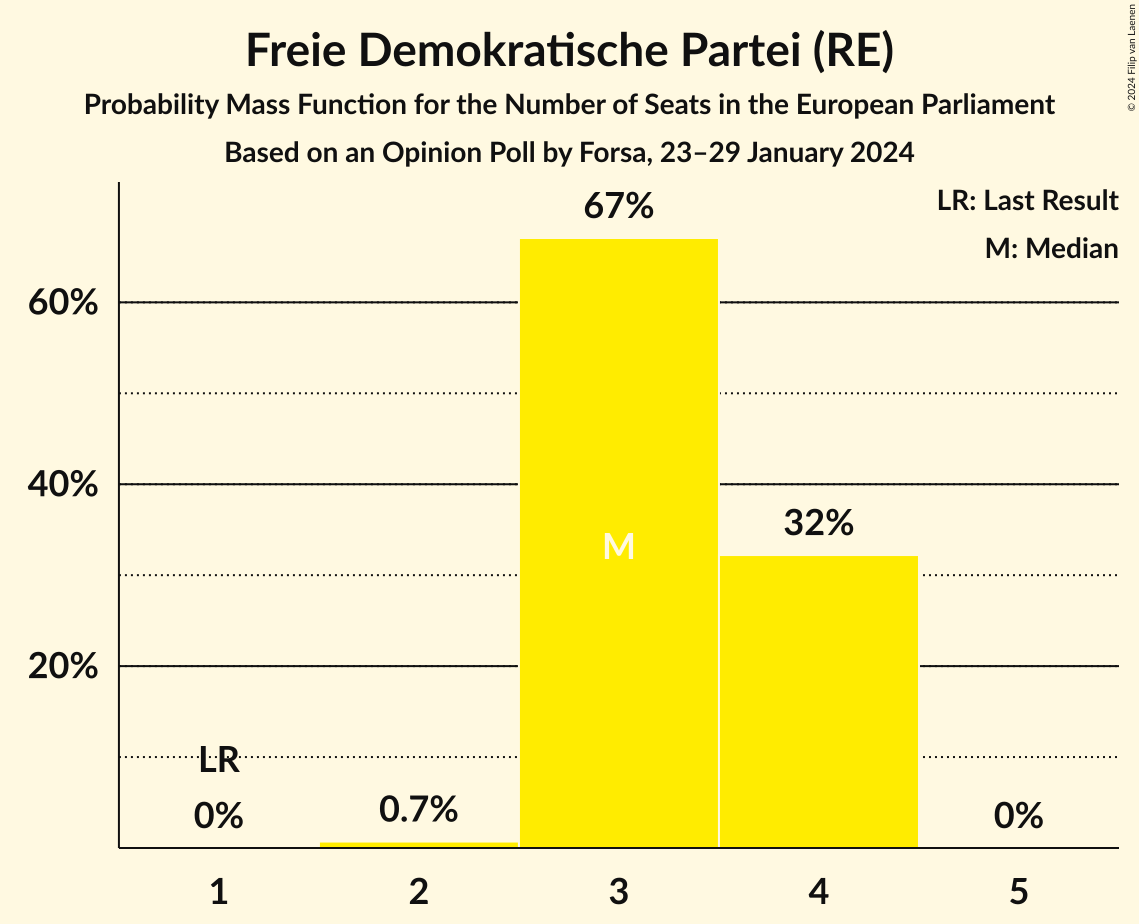 Freie Demokratische Partei (RE)
Probability Mass Function for the Number of Seats in the European Parliament
Based on an Opinion Poll by Forsa, 23–29 January 2024
© 2024 Filip van Laenen
LR: Last Result
M: Median
67%
60%
40%
32%
M
20%
LR
0%
0.7%
0%
1 2 3 4 5